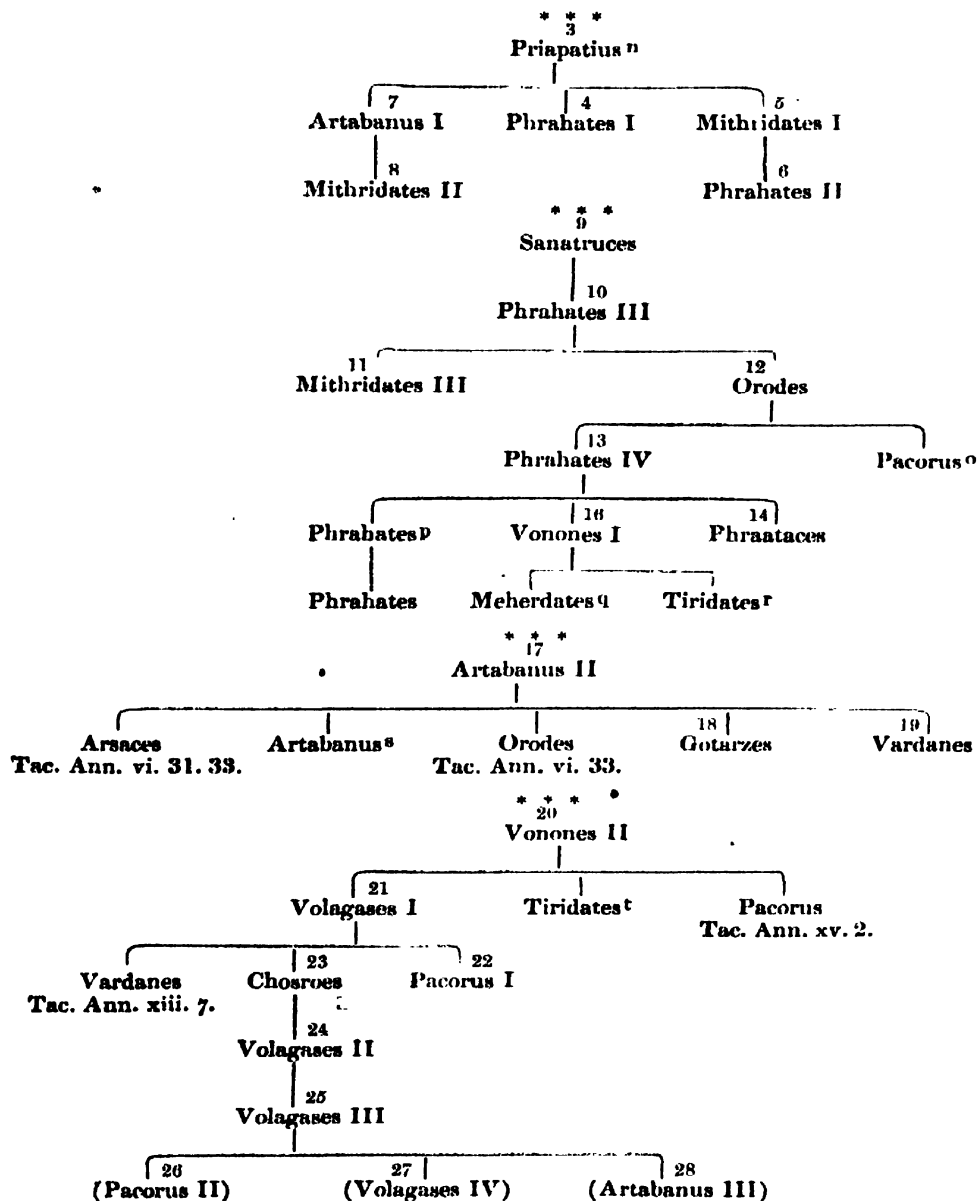 * * *
3
Priapatius n
7 4 5
Artabanus I Phrahates I Mithridates I
8 6
Mithridates II Phrahates II
* * *
9
Sanatruces
10
Phrahates III
11 12
Mithridates III Orodes
13
Phrahates IV Pacorus o
16 14
Phrahates p Vonones I Phraataces
Phrahates Meherdates q Tiridates r
* * *
17
Artabanus II
18 19
Arsaces Artabanus s Orodes Gotarzes Vardanes
Tac. Ann. vi. 31. 33. Tac. Ann. vi. 33.
* * *
20
Vonones II
21
Volagases I Tiridates t Pacorus
Tac. Ann. xv. 2.
23 22
Vardanes Chosroes Pacorus I
Tac. Ann. xiii. 7.
24
Volagases II
25
Volagases III
26 27 28
(Pacorus II) (Volagases IV) (Artabanus III)